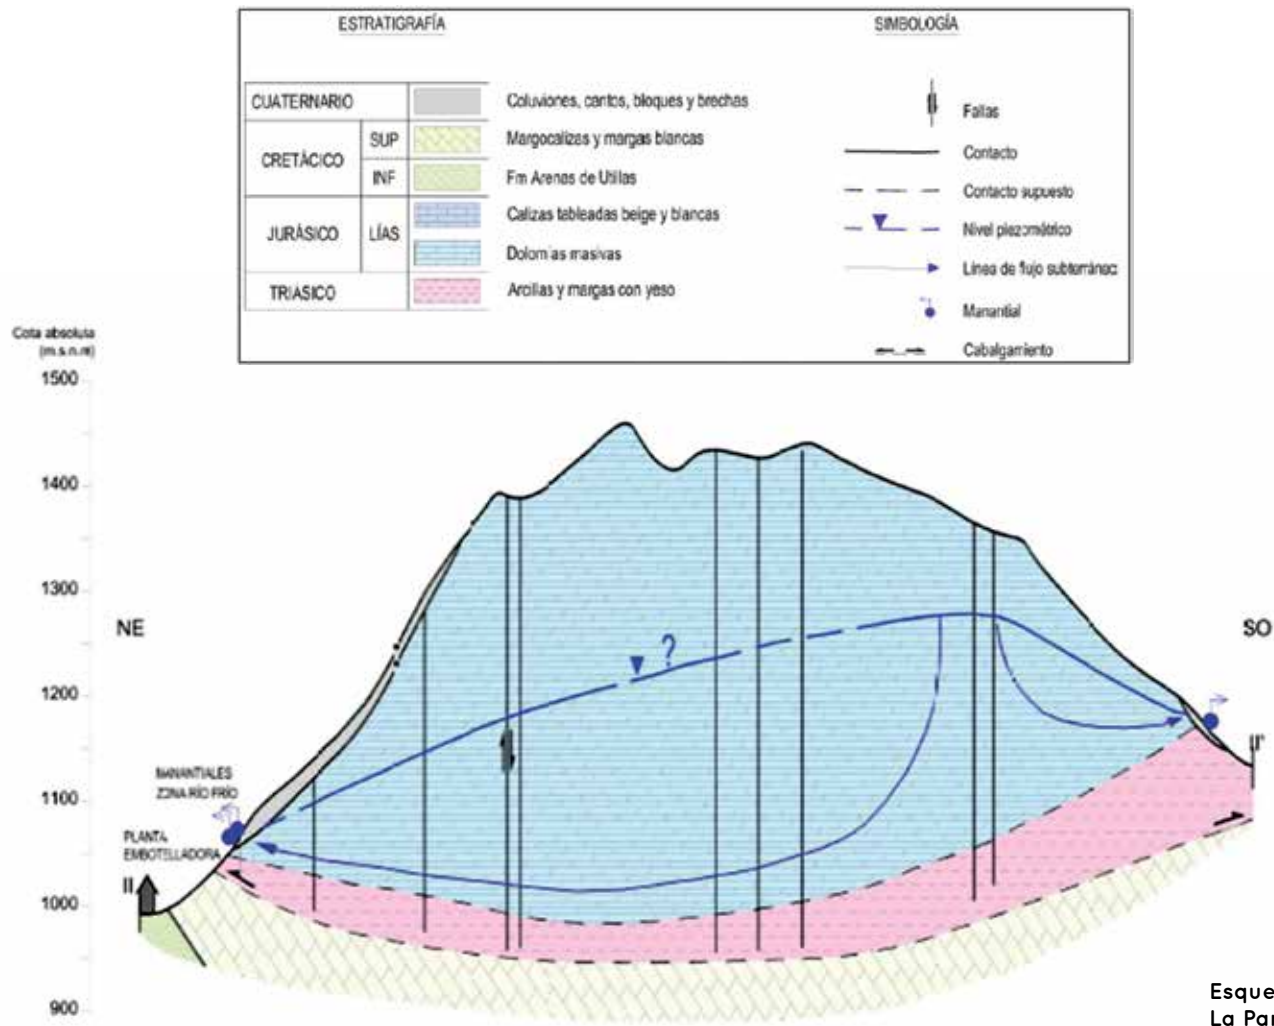 ESTRATIGRAFÍA
SIMBOLOGÍA
CUATERNARIO
Coluviones, cantos, bloques y brechas
CRETÁCICO
SUP
Margocalizas y margas blancas
INF
Fm Arenas de Utillas
JURÁSICO
LÍAS
Calizas tableadas beige y blancas
Dolomías masivas
TRIASICO
Arcillas y margas con yeso
Fallas
Contacto
Contacto supuesto
Nivel piezométrico
Línea de flujo subterráneo
Manantial
Cabalgamiento
Cota absoluta
(m.s.n.m)
1500
1400
1300
1200
1100
1000
900
NE
SO
?
MANANTIALES
ZONA RÍO FRÍO
PLANTA
EMBOTELLADORA
II
II'
Esque
La Par